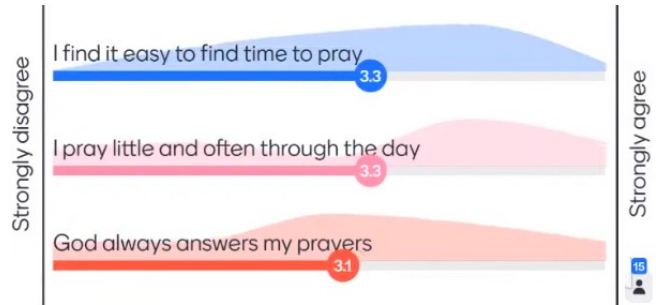 Strongly disagree
I find it easy to find time to pray
3.3
I pray little and often through the day
3.3
God always answers my prayers
3.1
Strongly agree
15